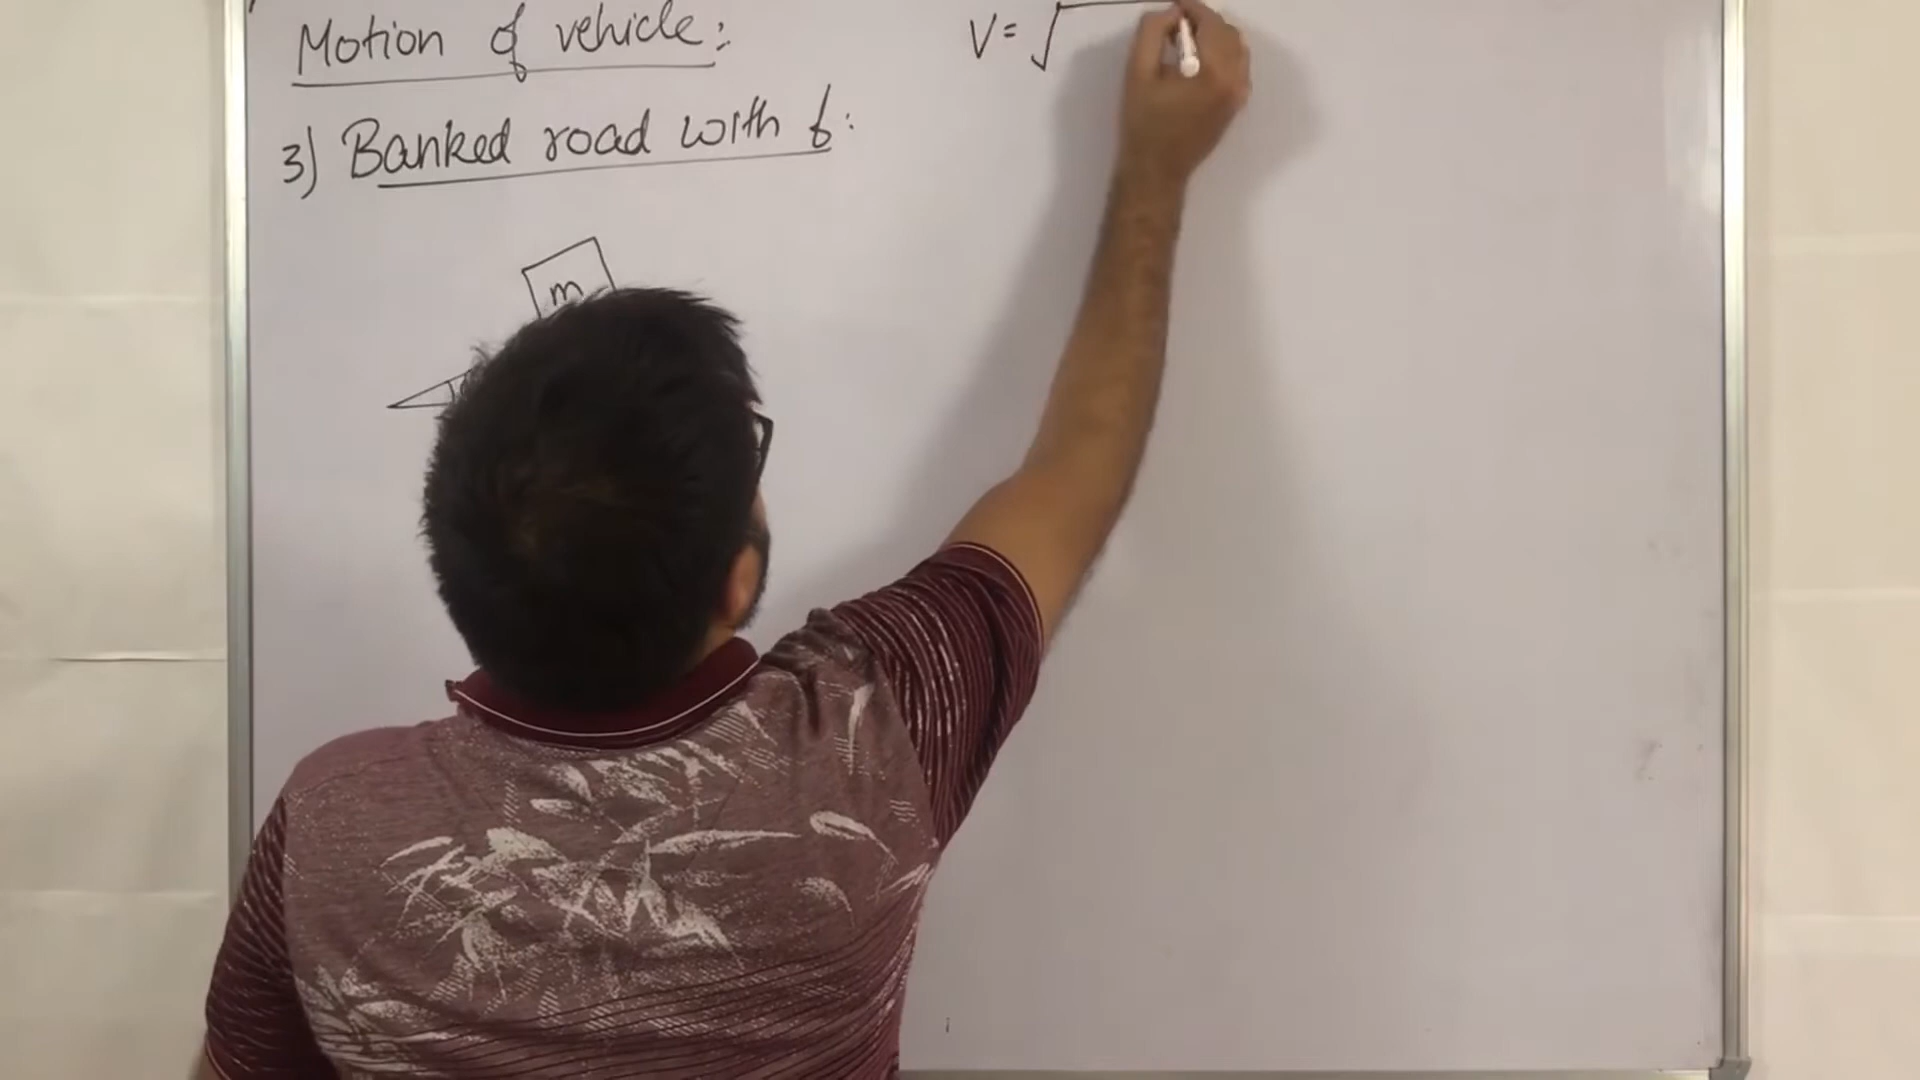 Motion of vehicle:
V = √
3) Banked road with f:
m